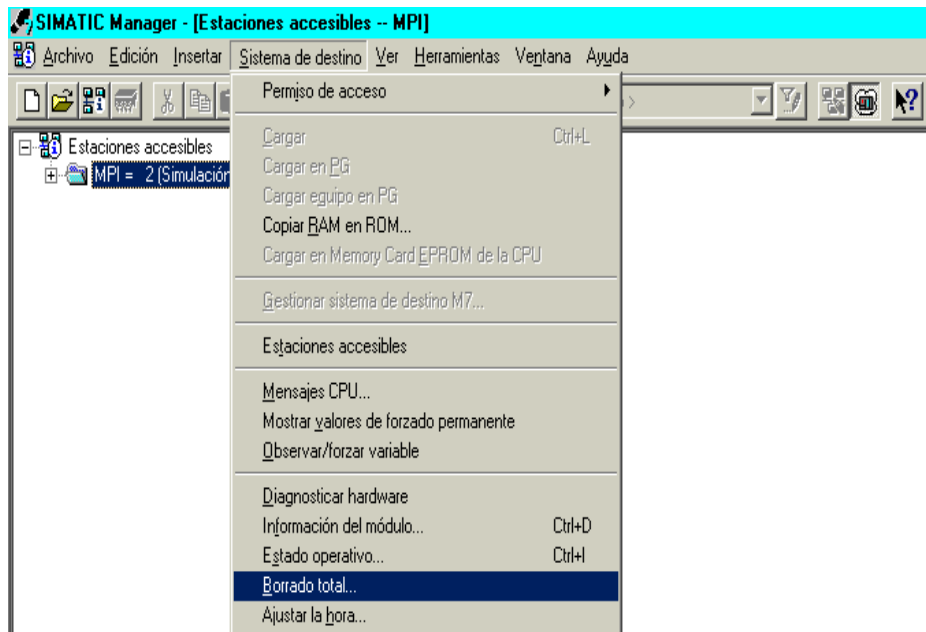 SIMATIC Manager - [Estaciones accesibles -- MPI]
Archivo Edición Insertar Sistema de destino Ver Herramientas Ventana Ayuda
Permiso de acceso
Estaciones accesibles
MPI = 2 (Simulación
Cargar Ctrl+L
Cargar en PG
Cargar equipo en PG
Copiar RAM en ROM...
Cargar en Memory Card EPROM de la CPU
Gestionar sistema de destino M7...
Estaciones accesibles
Mensajes CPU...
Mostrar valores de forzado permanente
Observar/forzar variable
Diagnosticar hardware
Información del módulo... Ctrl+D
Estado operativo... Ctrl+I
Borrado total...
Ajustar la hora...